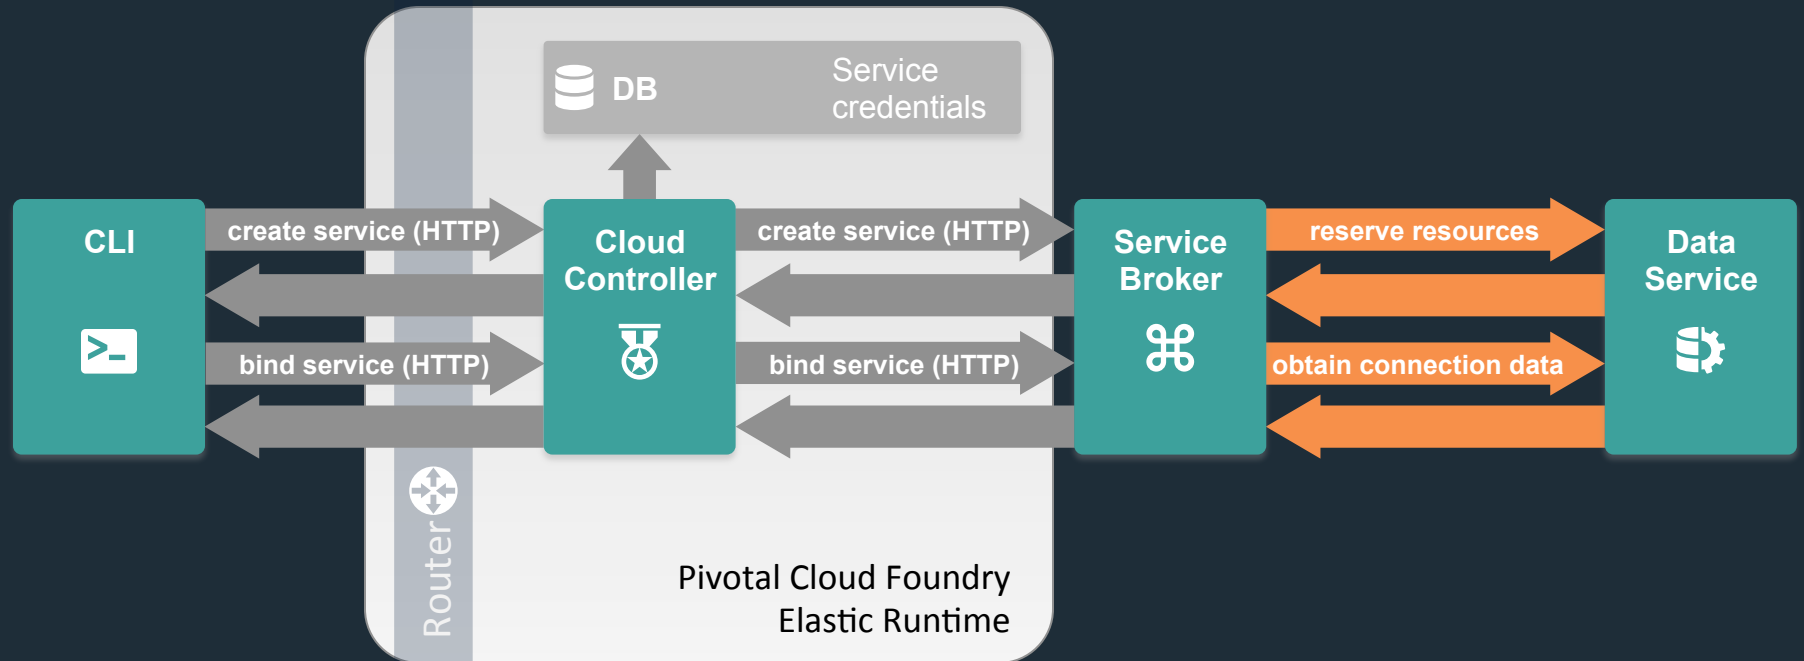 DB
Service
credentials
CLI
create service (HTTP)
bind service (HTTP)
Router
Cloud
Controller
create service (HTTP)
bind service (HTTP)
Service
Broker
reserve resources
obtain connection data
Data
Service
Pivotal Cloud Foundry
Elastic Runtime